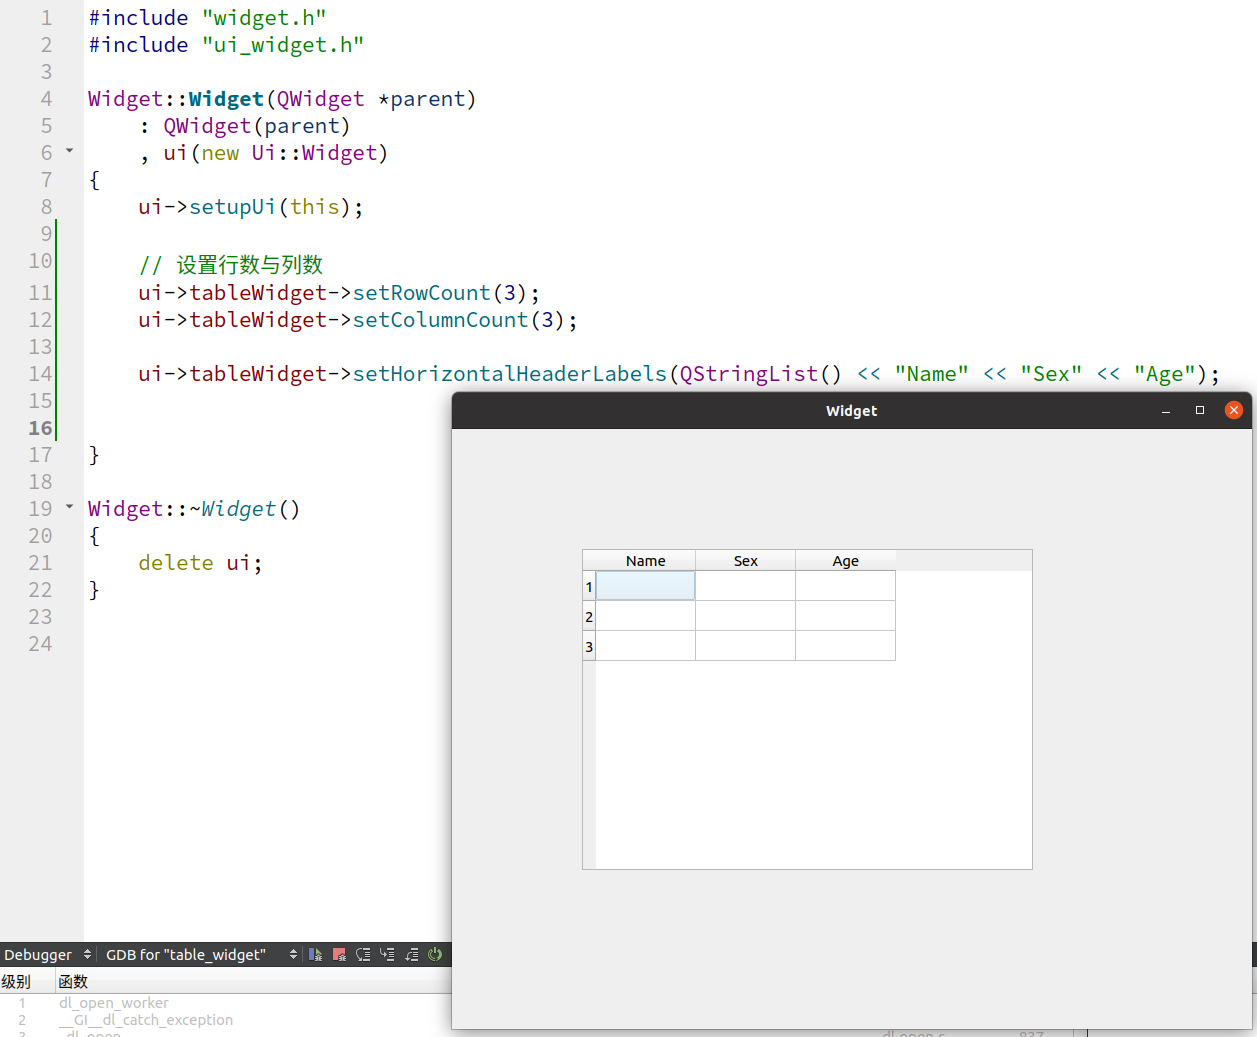 1 #include "widget.h"
2 #include "ui_widget.h"
3
4 Widget::Widget(QWidget *parent)
5     : QWidget(parent)
6     , ui(new Ui::Widget)
7 {
8     ui->setupUi(this);
9
10     // 设置行数与列数
11     ui->tableWidget->setRowCount(3);
12     ui->tableWidget->setColumnCount(3);
13
14     ui->tableWidget->setHorizontalHeaderLabels(QStringList() << "Name" << "Sex" << "Age");
15
16
17 }
18
19 Widget::~Widget()
20 {
21     delete ui;
22 }
23
24
Widget
Name Sex Age
1
2
3
Debugger GDB for "table_widget"
级别 函数
1 dl_open_worker
2 __GI__dl_catch_exception
3 dl_open dl open c 837